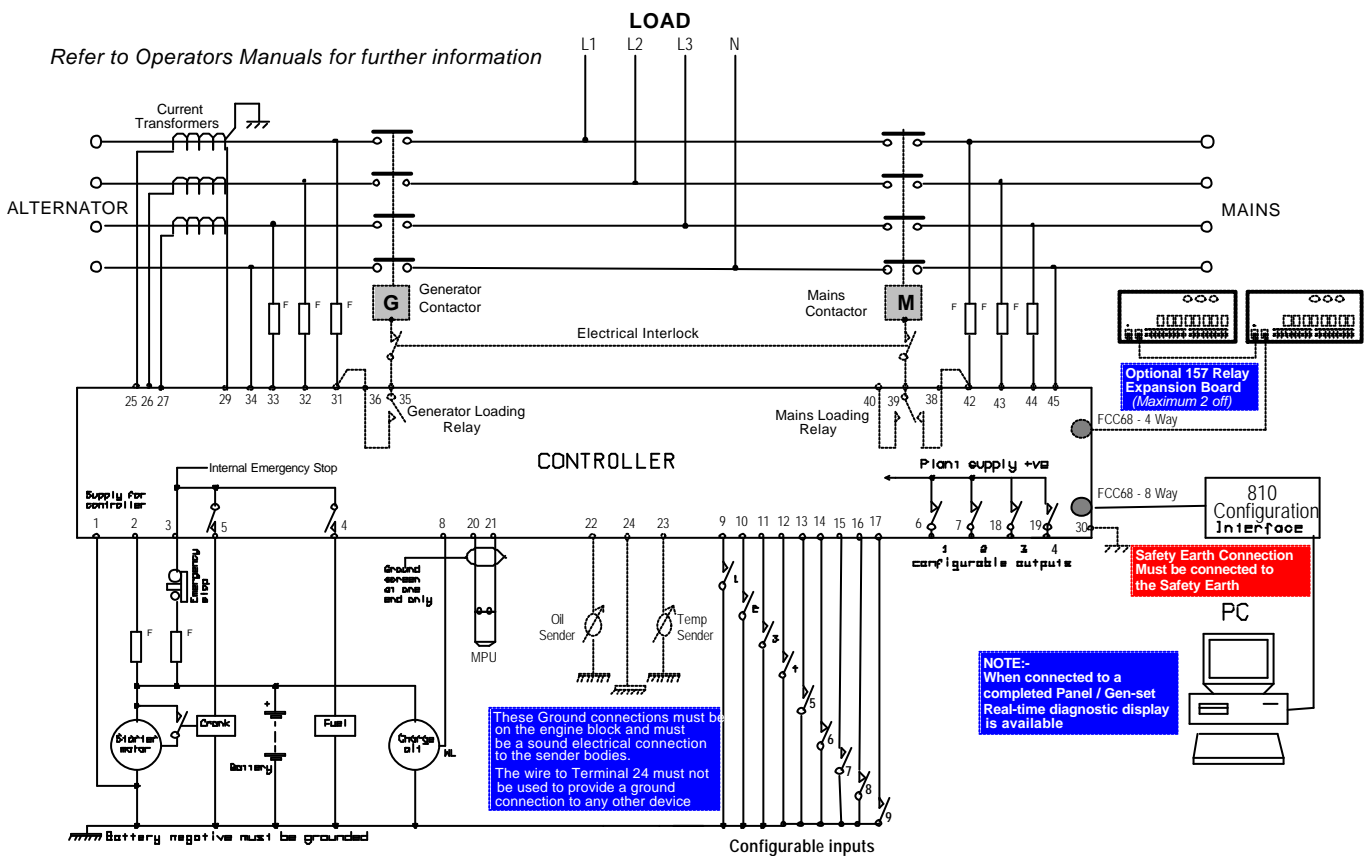 LOAD
Refer to Operators Manuals for further information
L1 L2 L3 N
Current
Transformers
ALTERNATOR
MAINS
Generator
Contactor
G
Mains
Contactor
M
F F F
F F F
Electrical Interlock
Optional 157 Relay
Expansion Board
(Maximum 2 off)
25 26 27 29 34 33 32 31 36 35
40 39 38 42 43 44 45
Generator Loading
Relay
Mains Loading
Relay
FCC68 - 4 Way
CONTROLLER
Internal Emergency Stop
Plant supply +ve
Supply for
controller
FCC68 - 8 Way
810
Configuration
Interface
1 2 3 5 4 8 20 21 22 24 23 9 10 11 12 13 14 15 16 17 6 7 18 19 30
1 2 3 4
configurable outputs
Safety Earth Connection
Must be connected to
the Safety Earth
Emergency
stop
Ground
screen
at one
end only
F F
MPU
Oil
Sender
Temp
Sender
1
2
3
4
5
6
7
8
9
PC
NOTE:-
When connected to a
completed Panel / Gen-set
Real-time diagnostic display
is available
Starter
motor
Crank
+
-
Battery
Fuel
Charge
alt
WL
These Ground connections must be
on the engine block and must
be a sound electrical connection
to the sender bodies.
The wire to Terminal 24 must not
be used to provide a ground
connection to any other device
Battery negative must be grounded
Configurable inputs